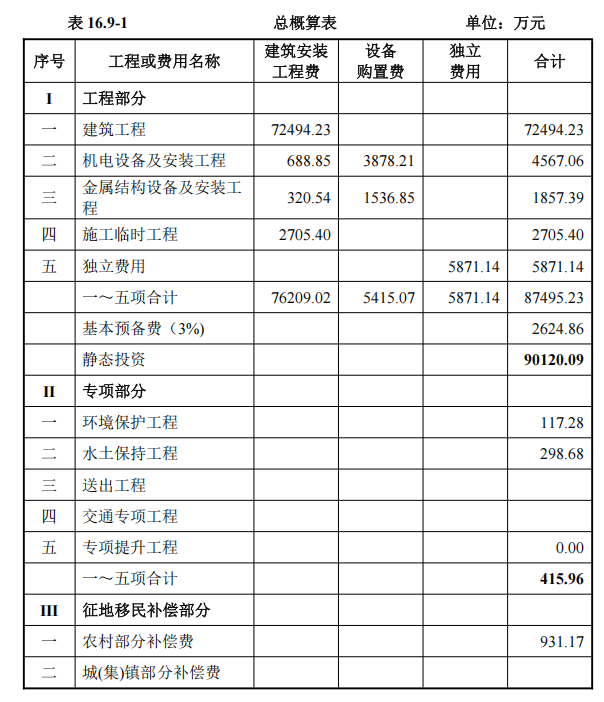 表 16.9-1 总概算表 单位：万元
序号 工程或费用名称 建筑安装工程费 设备购置费 独立费用 合计
I 工程部分
一 建筑工程 72494.23 72494.23
二 机电设备及安装工程 688.85 3878.21 4567.06
三 金属结构设备及安装工程 320.54 1536.85 1857.39
四 施工临时工程 2705.40 2705.40
五 独立费用 5871.14 5871.14
一～五项合计 76209.02 5415.07 5871.14 87495.23
基本预备费（3%) 2624.86
静态投资 90120.09
II 专项部分
一 环境保护工程 117.28
二 水土保持工程 298.68
三 送出工程
四 交通专项工程
五 专项提升工程 0.00
一～五项合计 415.96
III 征地移民补偿部分
一 农村部分补偿费 931.17
二 城(集)镇部分补偿费